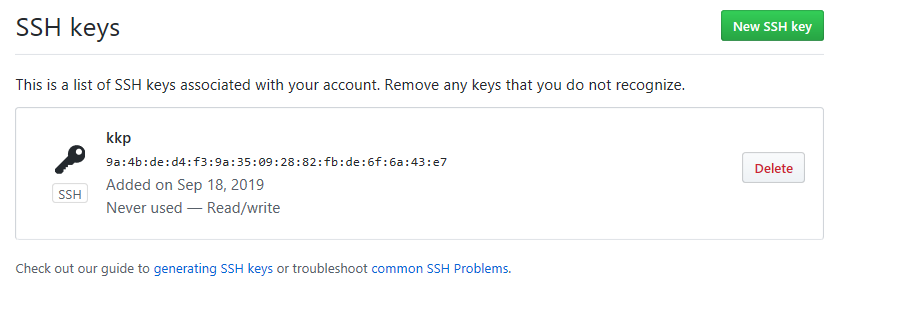 SSH keys
New SSH key
This is a list of SSH keys associated with your account. Remove any keys that you do not recognize.
kkp
9a:4b:de:d4:f3:9a:35:09:28:82:fb:de:6f:6a:43:e7
Added on Sep 18, 2019
Never used — Read/write
SSH
Delete
Check out our guide to generating SSH keys or troubleshoot common SSH Problems.